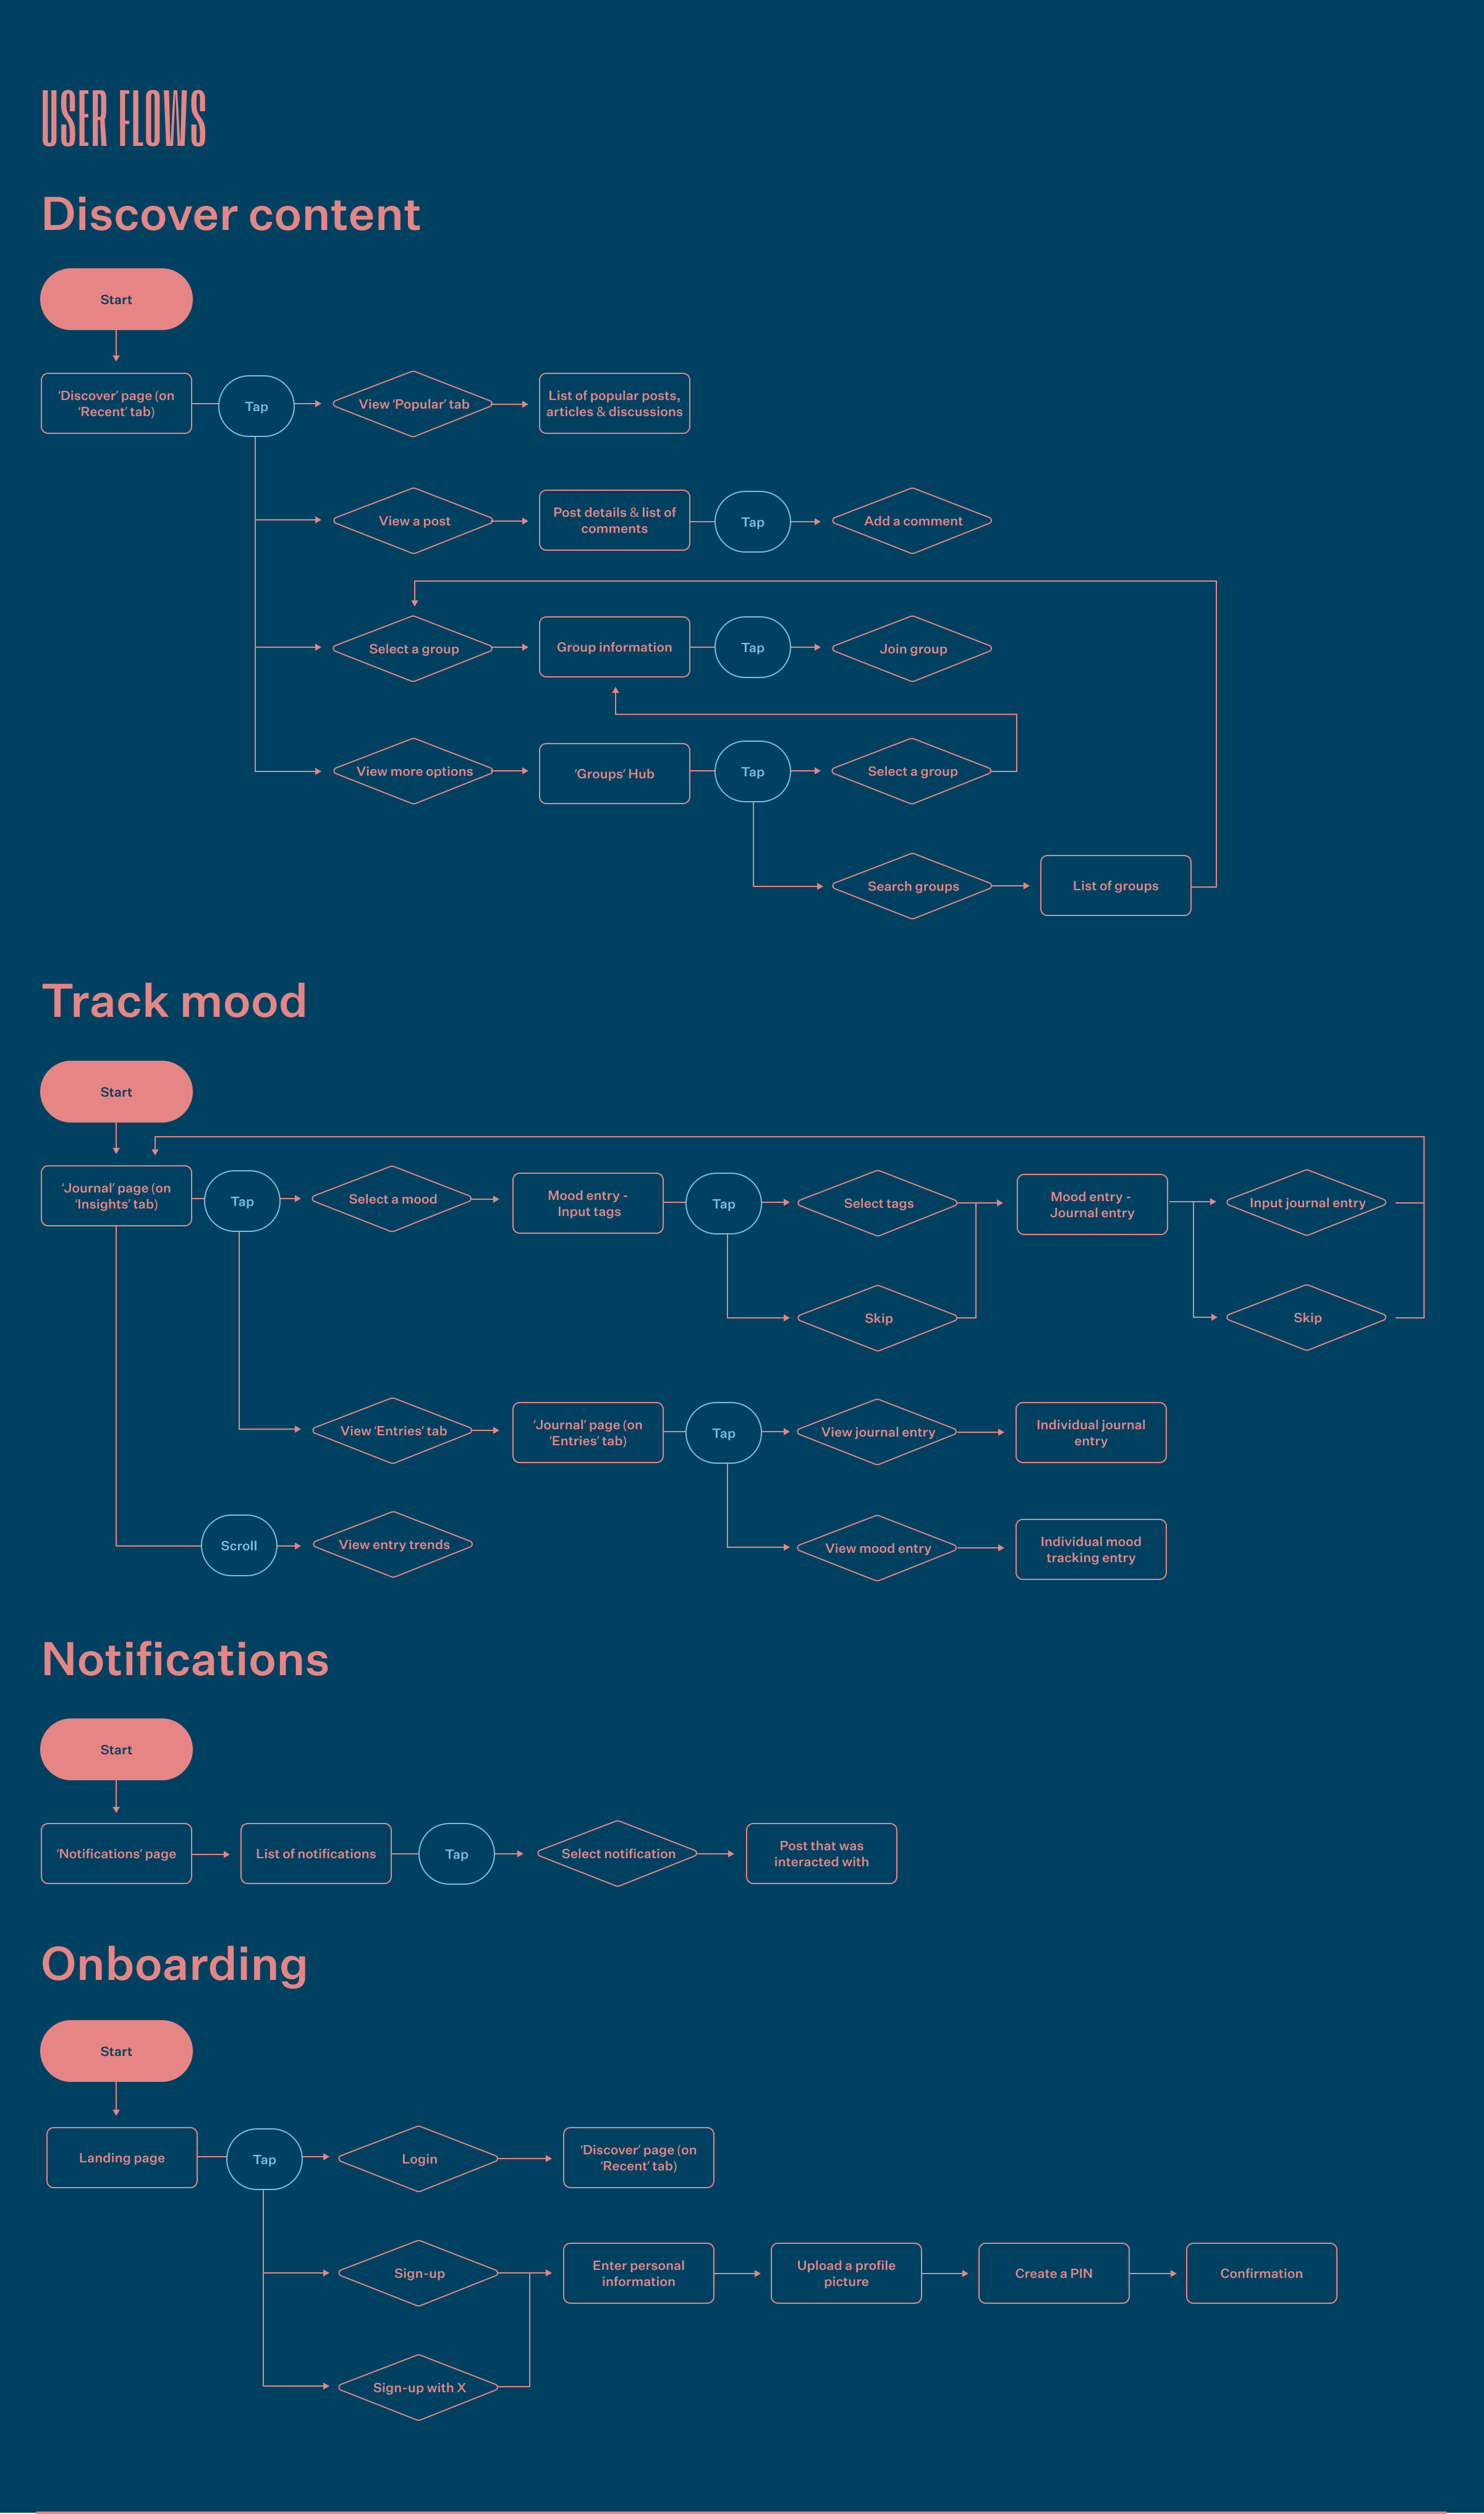 USER FLOWS
Discover content
Start
‘Discover’ page (on
‘Recent’ tab)
Tap
View ‘Popular’ tab
List of popular posts,
articles & discussions
View a post
Post details & list of
comments
Tap
Add a comment
Select a group
Group information
Tap
Join group
View more options
‘Groups’ Hub
Tap
Select a group
Search groups
List of groups
Track mood
Start
‘Journal’ page (on
‘Insights’ tab)
Tap
Select a mood
Mood entry -
Input tags
Tap
Select tags
Mood entry -
Journal entry
Input journal entry
Skip
Skip
View ‘Entries’ tab
‘Journal’ page (on
‘Entries’ tab)
Tap
View journal entry
Individual journal
entry
Scroll
View entry trends
View mood entry
Individual mood
tracking entry
Notifications
Start
‘Notifications’ page
List of notifications
Tap
Select notification
Post that was
interacted with
Onboarding
Start
Landing page
Tap
Login
‘Discover’ page (on
‘Recent’ tab)
Sign-up
Enter personal
information
Upload a profile
picture
Create a PIN
Confirmation
Sign-up with X